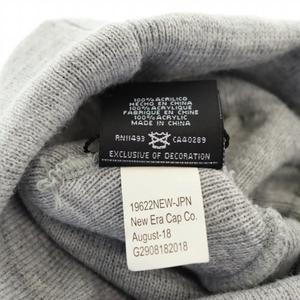 100% ACRILICO
HECHO EN CHINA
100% ACRYLIQUE
FABRIQUE EN CHINE
100% ACRYLIC
MADE IN CHINA
RN11493 CA40289
EXCLUSIVE OF DECORATION
19622NEW-JPN
New Era Cap Co.
August-18
G2908182018